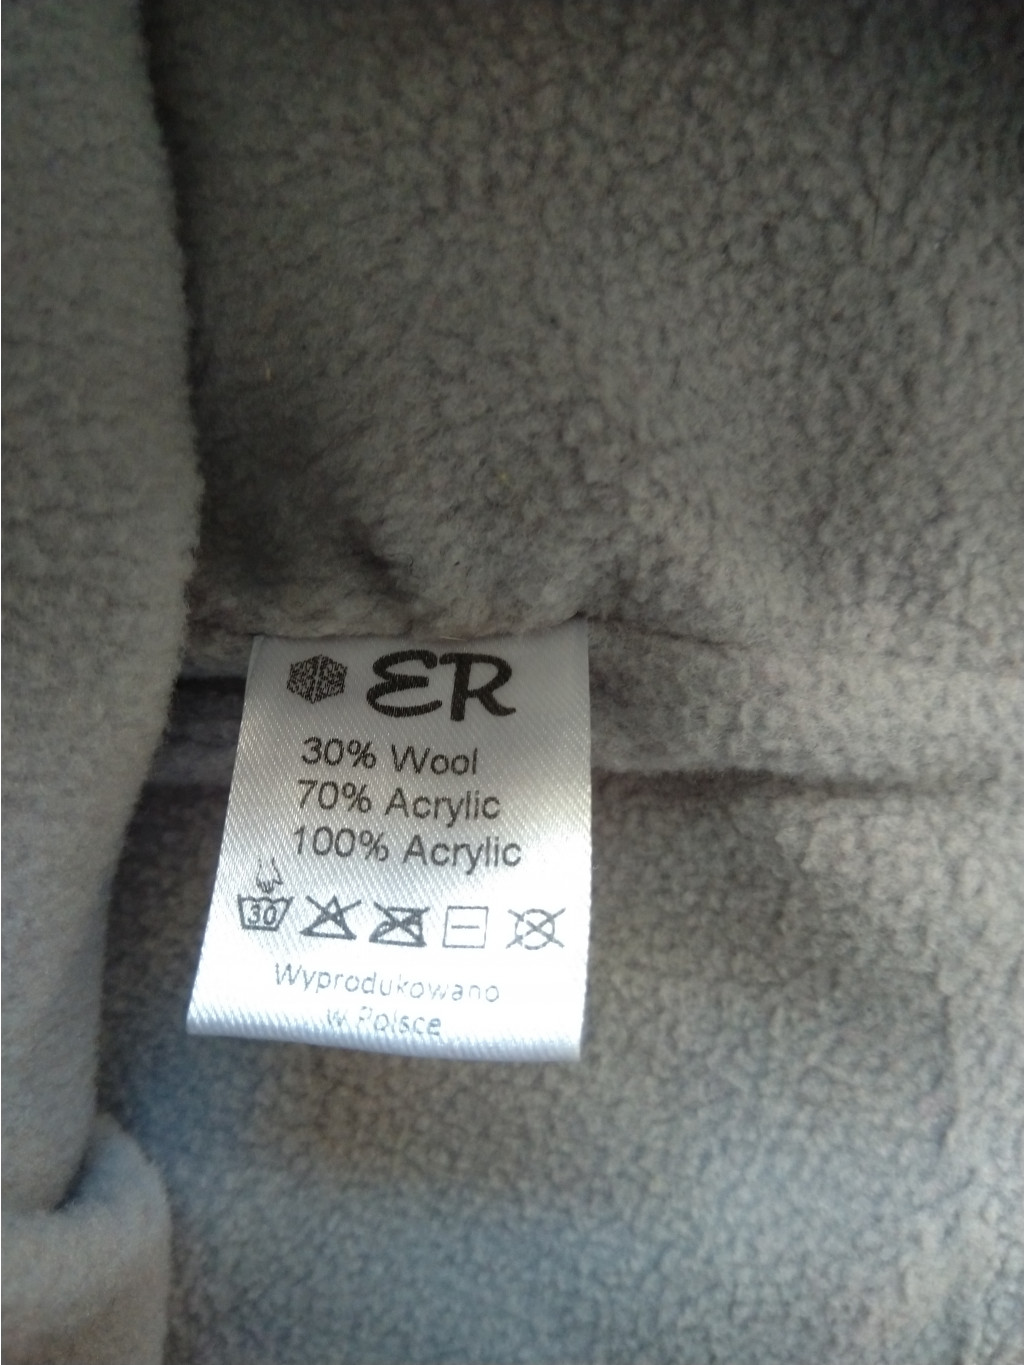 ER
30% Wool
70% Acrylic
100% Acrylic
30
Wyprodukowano
w Polsce